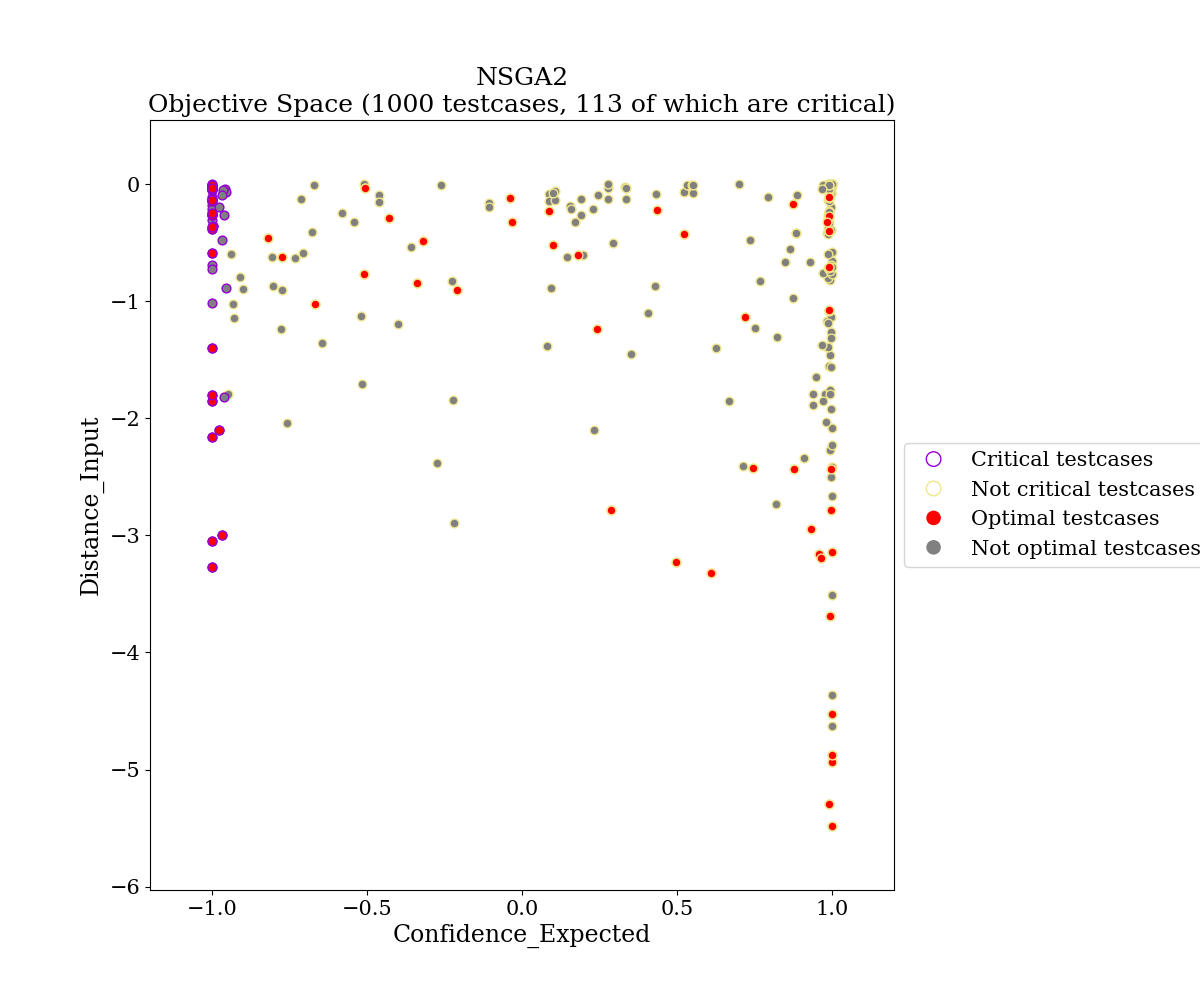 NSGA2
Objective Space (1000 testcases, 113 of which are critical)
0
−1
−2
−3
−4
−5
−6
Distance_Input
−1.0
−0.5
0.0
0.5
1.0
Confidence_Expected
Critical testcases
Not critical testcases
Optimal testcases
Not optimal testcases